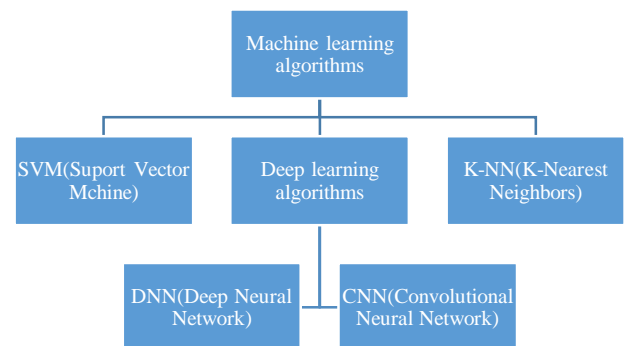 Machine learning
algorithms
SVM(Suport Vector
Mchine)
Deep learning
algorithms
K-NN(K-Nearest
Neighbors)
DNN(Deep Neural
Network)
CNN(Convolutional
Neural Network)